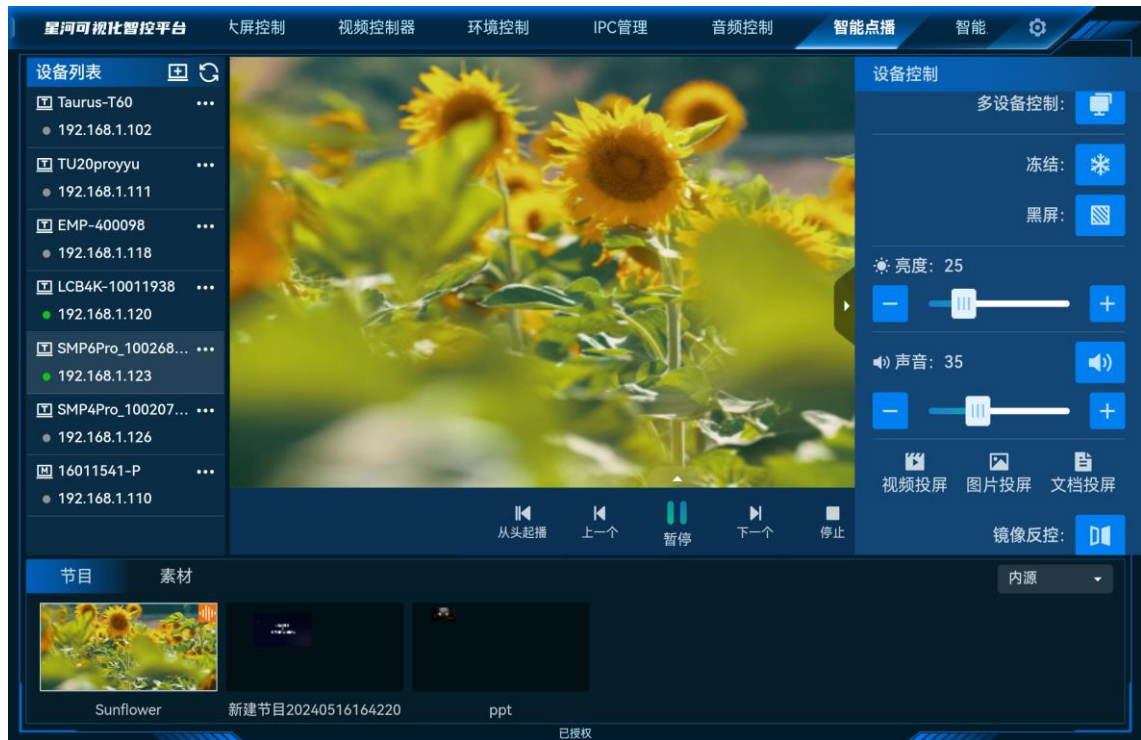 星河可视化智控平台
大屏控制 视频控制器 环境控制 IPC管理 音频控制 智能点播 智能
设备列表
Taurus-T60
192.168.1.102
TU20proyyu
192.168.1.111
EMP-400098
192.168.1.118
LCB4K-10011938
192.168.1.120
SMP6Pro_100268...
192.168.1.123
SMP4Pro_100207...
192.168.1.126
16011541-P
192.168.1.110
从头起播 上一个 暂停 下一个 停止
设备控制
多设备控制:
冻结:
黑屏:
亮度: 25
声音: 35
视频投屏 图片投屏 文档投屏
镜像反控:
节目 素材
内源
Sunflower 新建节目20240516164220 ppt
已授权